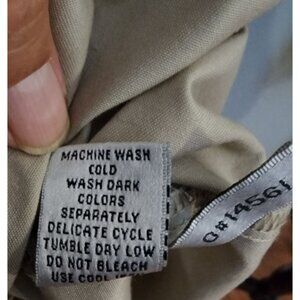 MACHINE WASH
COLD
WASH DARK
COLORS
SEPARATELY
DELICATE CYCLE
TUMBLE DRY LOW
DO NOT BLEACH
USE COOL